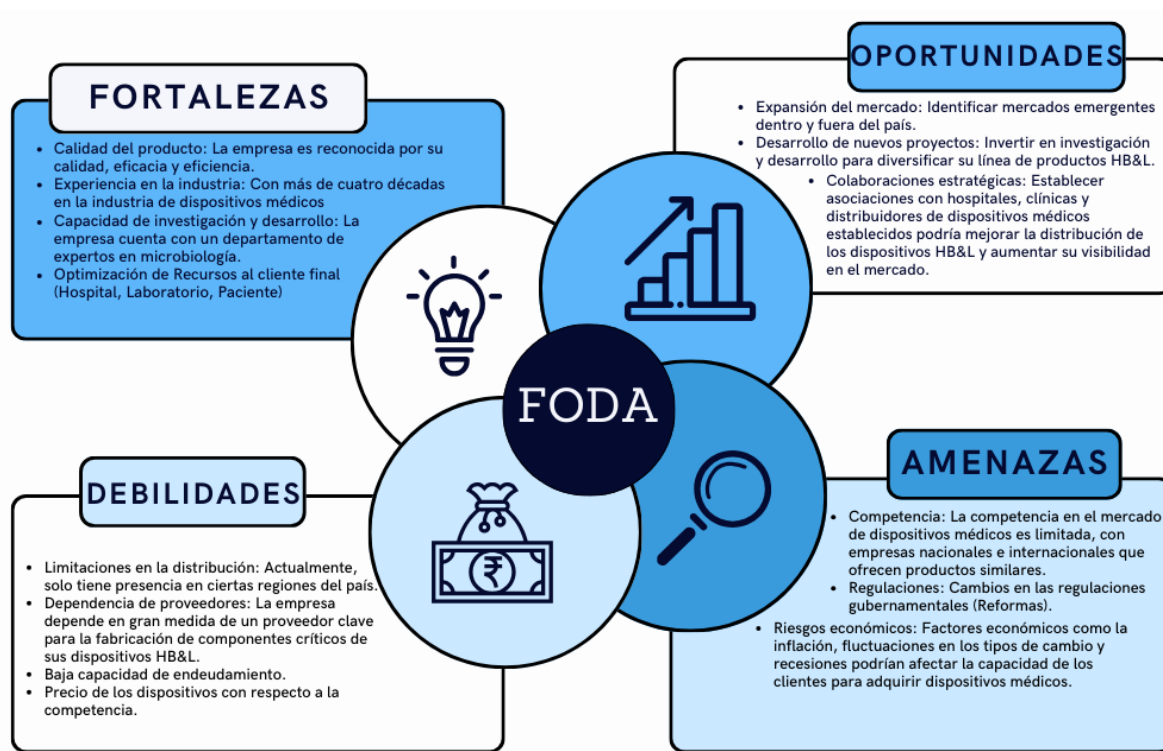 FORTALEZAS
• Calidad del producto: La empresa es reconocida por su
calidad, eficacia y eficiencia.
• Experiencia en la industria: Con más de cuatro décadas
en la industria de dispositivos médicos
• Capacidad de investigación y desarrollo: La
empresa cuenta con un departamento de
expertos en microbiología.
• Optimización de Recursos al cliente final
(Hospital, Laboratorio, Paciente)
OPORTUNIDADES
• Expansión del mercado: Identificar mercados emergentes
dentro y fuera del país.
• Desarrollo de nuevos proyectos: Invertir en investigación
y desarrollo para diversificar su línea de productos HB&L.
• Colaboraciones estratégicas: Establecer
asociaciones con hospitales, clínicas y
distribuidores de dispositivos médicos
establecidos podría mejorar la distribución de
los dispositivos HB&L y aumentar su visibilidad
en el mercado.
FODA
DEBILIDADES
• Limitaciones en la distribución: Actualmente,
solo tiene presencia en ciertas regiones del país.
• Dependencia de proveedores: La empresa
depende en gran medida de un proveedor clave
para la fabricación de componentes críticos de
sus dispositivos HB&L.
• Baja capacidad de endeudamiento.
• Precio de los dispositivos con respecto a la
competencia.
₹
AMENAZAS
• Competencia: La competencia en el mercado
de dispositivos médicos es limitada, con
empresas nacionales e internacionales que
ofrecen productos similares.
• Regulaciones: Cambios en las regulaciones
gubernamentales (Reformas).
• Riesgos económicos: Factores económicos como la
inflación, fluctuaciones en los tipos de cambio y
recesiones podrían afectar la capacidad de los
clientes para adquirir dispositivos médicos.